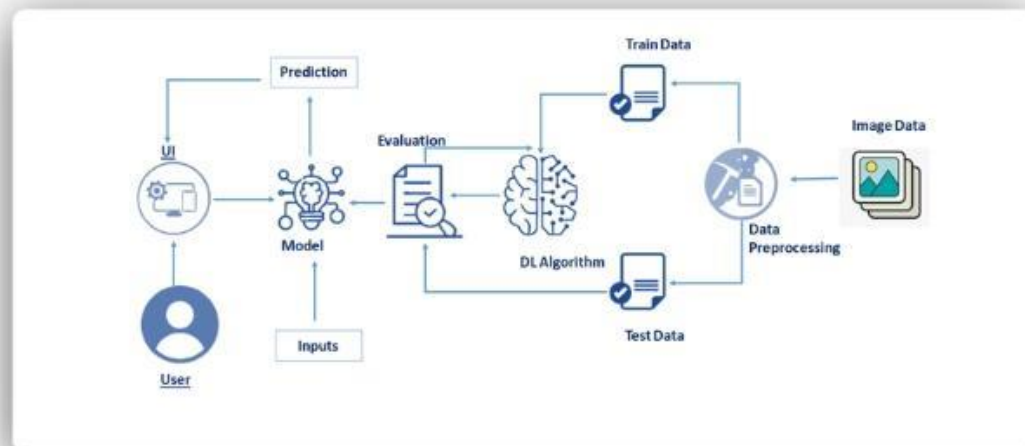 Train Data
Prediction
Image Data
Evaluation
UI
Model
Data
Preprocessing
DL Algorithm
Inputs
Test Data
User